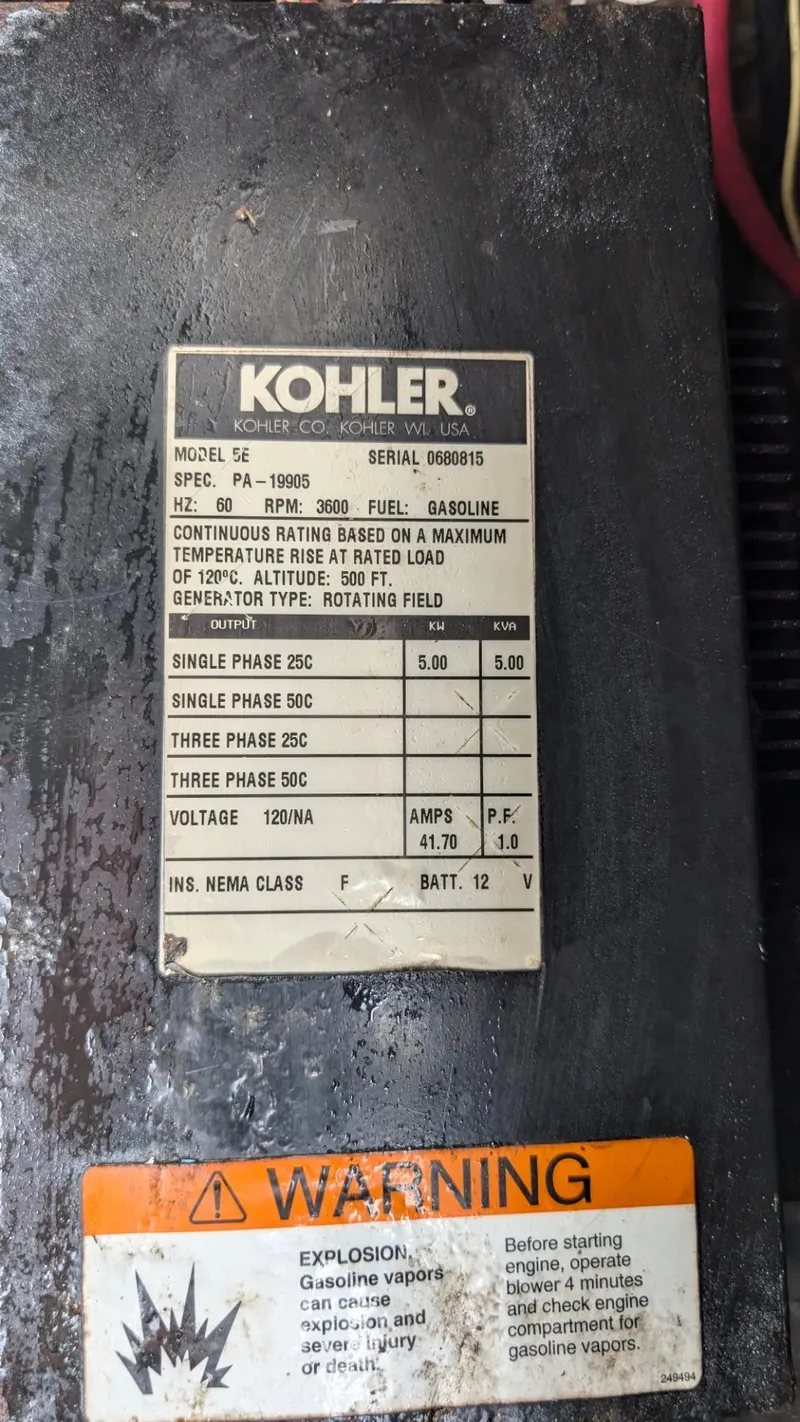 KOHLER®
KOHLER CO. KOHLER WI. USA
MODEL 5E SERIAL 0680815
SPEC. PA-19905
HZ: 60 RPM: 3600 FUEL: GASOLINE
CONTINUOUS RATING BASED ON A MAXIMUM
TEMPERATURE RISE AT RATED LOAD
OF 120ºC. ALTITUDE: 500 FT.
GENERATOR TYPE: ROTATING FIELD
OUTPUT KW KVA
SINGLE PHASE 25C 5.00 5.00
SINGLE PHASE 50C
THREE PHASE 25C
THREE PHASE 50C
VOLTAGE 120/NA AMPS P.F.
41.70 1.0
INS. NEMA CLASS F BATT. 12 V
WARNING
EXPLOSION.
Gasoline vapors
can cause
explosion and
severe injury
or death.
Before starting
engine, operate
blower 4 minutes
and check engine
compartment for
gasoline vapors.
249494